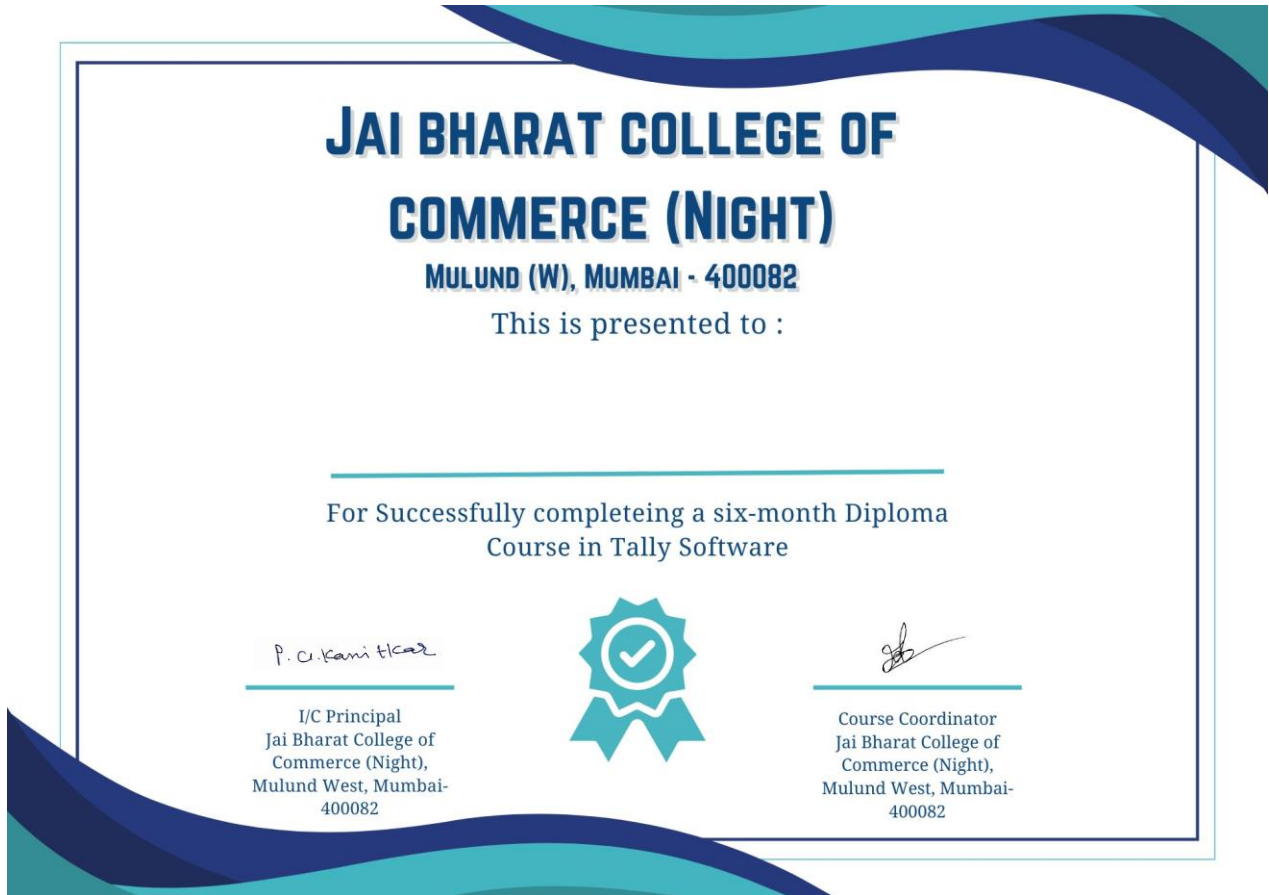 JAI BHARAT COLLEGE OF
COMMERCE (NIGHT)
MULUND (W), MUMBAI - 400082
This is presented to :
For Successfully completeing a six-month Diploma
Course in Tally Software
P. G. Kanitkar
I/C Principal
Jai Bharat College of
Commerce (Night),
Mulund West, Mumbai-
400082
Course Coordinator
Jai Bharat College of
Commerce (Night),
Mulund West, Mumbai-
400082